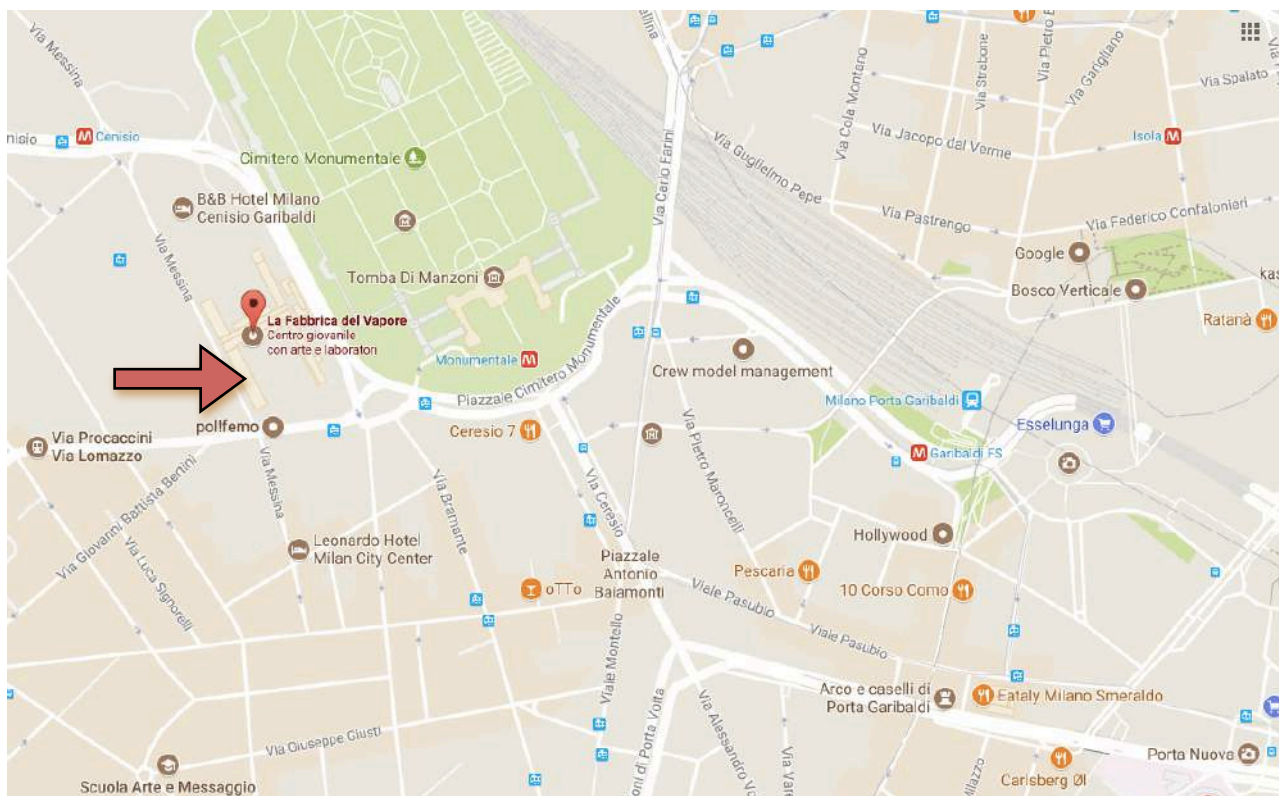 Via Messina
Cenisio
Cimitero Monumentale
B&B Hotel Milano
Cenisio Garibaldi
Via Messina
Tomba Di Manzoni
La Fabbrica del Vapore
Centro giovanile
con arte e laboratori
Monumentale
Piazzale Cimitero Monumentale
pol!femo
Via Procaccini
Via Lomazzo
Via Giovanni Battista Bertini
Via Messina
Via Luca Signorelli
Leonardo Hotel
Milan City Center
Via Bramante
Ceresio 7
Via Ceresio
oTTo
Piazzale
Antonio
Baiamonti
Via Giuseppe Giusti
Scuola Arte e Messaggio
Via Carlo Farini
Via Guglielmo Pepe
Via Cola Montano
Via Strabone
Via Garigliano
Via Spalato
Via Jacopo dal Verme
Isola
Via Pastrengo
Via Federico Confalonieri
Google
Bosco Verticale
Ratanà
Crew model management
Milano Porta Garibaldi
Esselunga
Garibaldi FS
Via Pietro Maroncelli
Hollywood
Pescaria
10 Corso Como
Viale Pasubio
Viale Pasubio
Viale Montello
Arco e caselli di
Porta Garibaldi
Eataly Milano Smeraldo
Porta Nuova
Carlsberg Øl